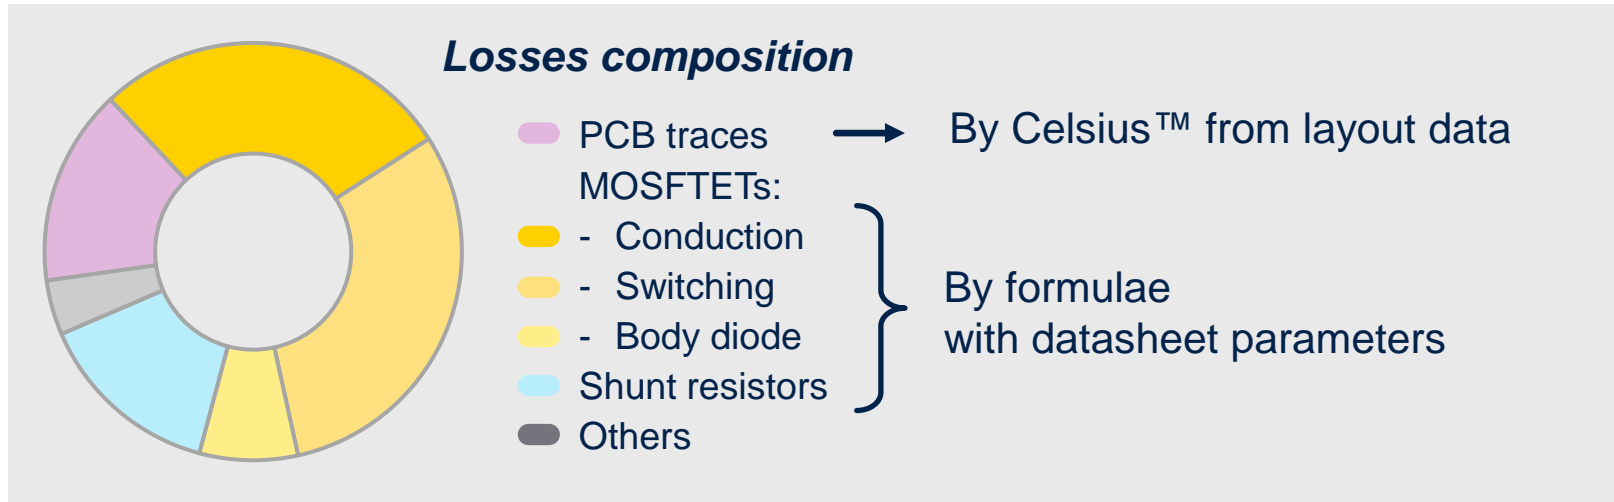 Losses composition
PCB traces
By Celsius™ from layout data
MOSFTETs:
- Conduction
- Switching
- Body diode
Shunt resistors
Others
By formulae
with datasheet parameters